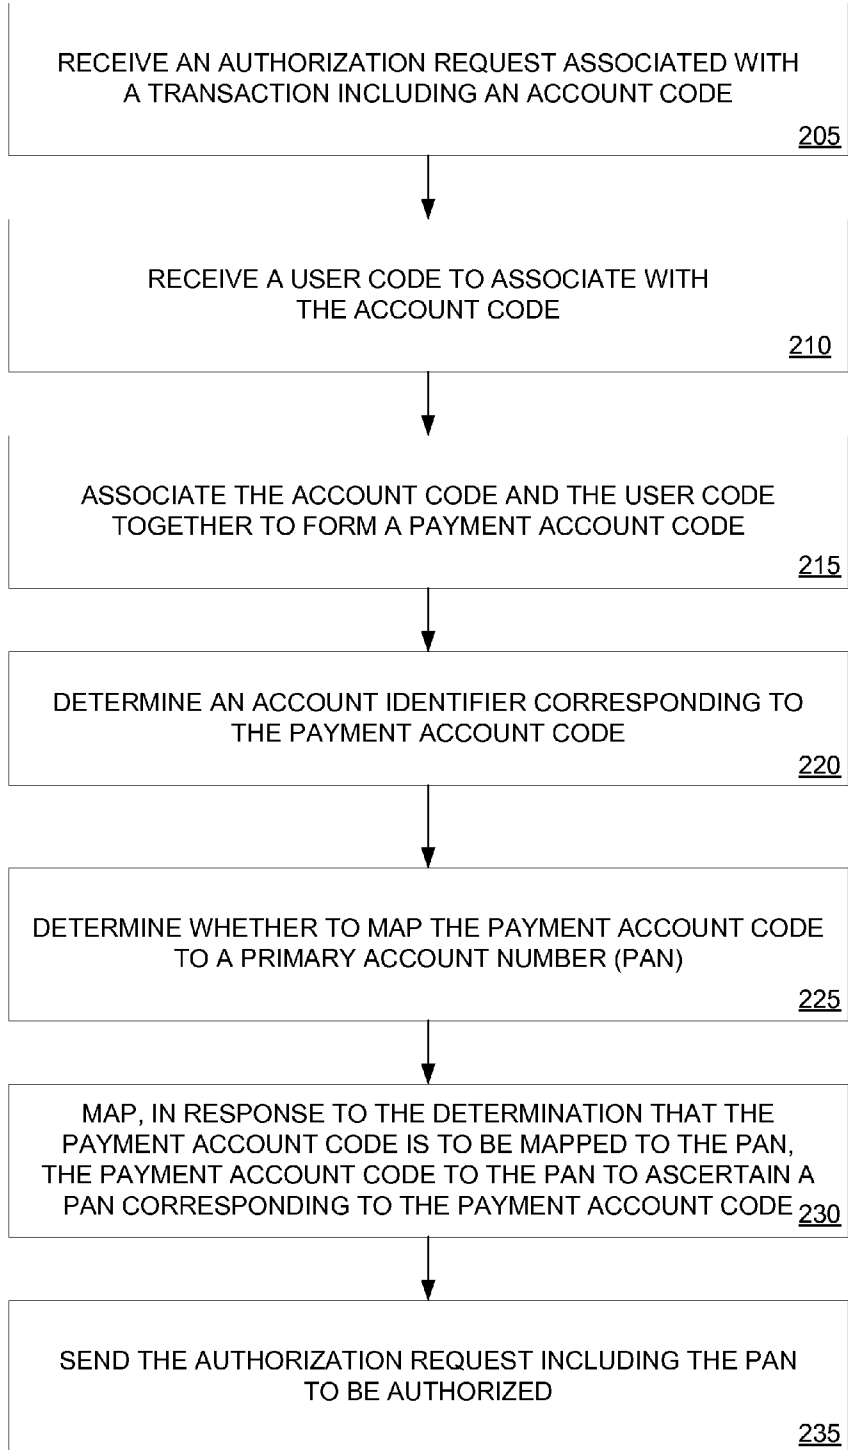 RECEIVE AN AUTHORIZATION REQUEST ASSOCIATED WITH
A TRANSACTION INCLUDING AN ACCOUNT CODE
205
RECEIVE A USER CODE TO ASSOCIATE WITH
THE ACCOUNT CODE
210
ASSOCIATE THE ACCOUNT CODE AND THE USER CODE
TOGETHER TO FORM A PAYMENT ACCOUNT CODE
215
DETERMINE AN ACCOUNT IDENTIFIER CORRESPONDING TO
THE PAYMENT ACCOUNT CODE
220
DETERMINE WHETHER TO MAP THE PAYMENT ACCOUNT CODE
TO A PRIMARY ACCOUNT NUMBER (PAN)
225
MAP, IN RESPONSE TO THE DETERMINATION THAT THE
PAYMENT ACCOUNT CODE IS TO BE MAPPED TO THE PAN,
THE PAYMENT ACCOUNT CODE TO THE PAN TO ASCERTAIN A
PAN CORRESPONDING TO THE PAYMENT ACCOUNT CODE
230
SEND THE AUTHORIZATION REQUEST INCLUDING THE PAN
TO BE AUTHORIZED
235